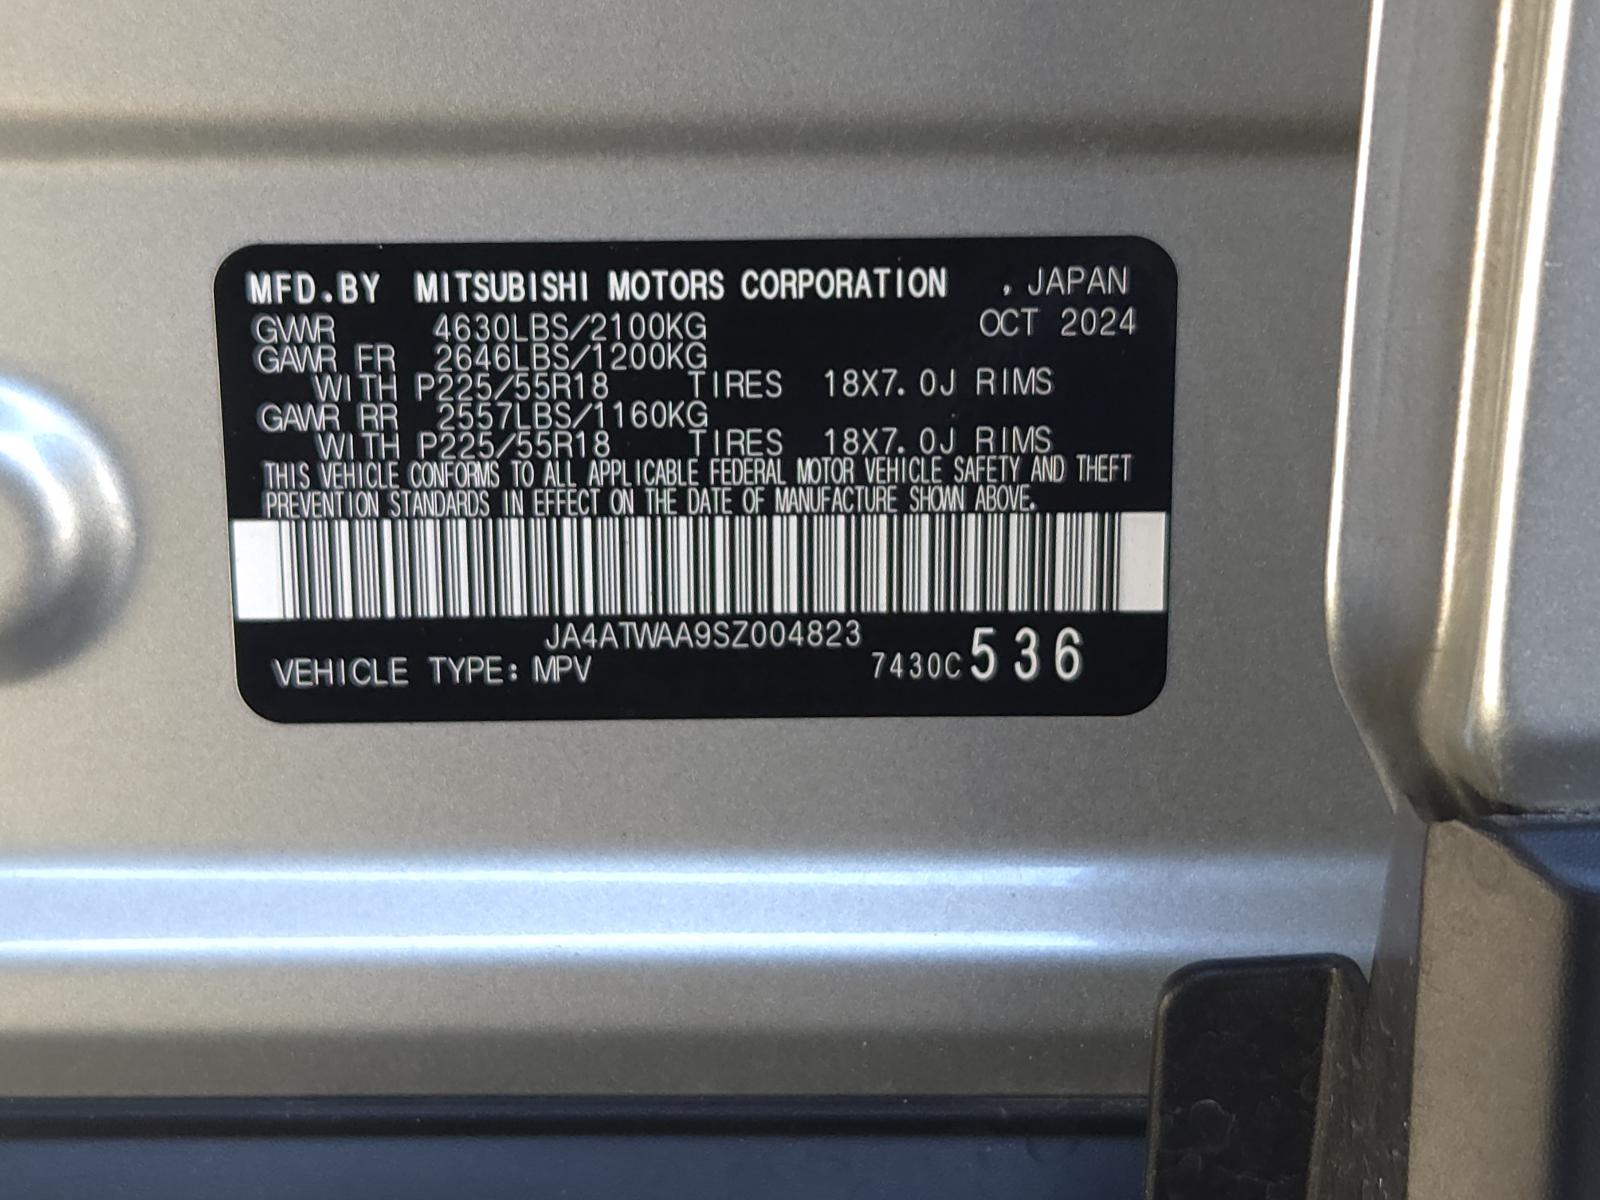 MFD.BY MITSUBISHI MOTORS CORPORATION , JAPAN
GVWR 4630LBS/2100KG OCT 2024
GAWR FR 2646LBS/1200KG
WITH P225/55R18 TIRES 18X7.0J RIMS
GAWR RR 2557LBS/1160KG
WITH P225/55R18 TIRES 18X7.0J RIMS
THIS VEHICLE CONFORMS TO ALL APPLICABLE FEDERAL MOTOR VEHICLE SAFETY AND THEFT
PREVENTION STANDARDS IN EFFECT ON THE DATE OF MANUFACTURE SHOWN ABOVE.
JA4ATWAA9SZ004823
VEHICLE TYPE: MPV 7430C 536